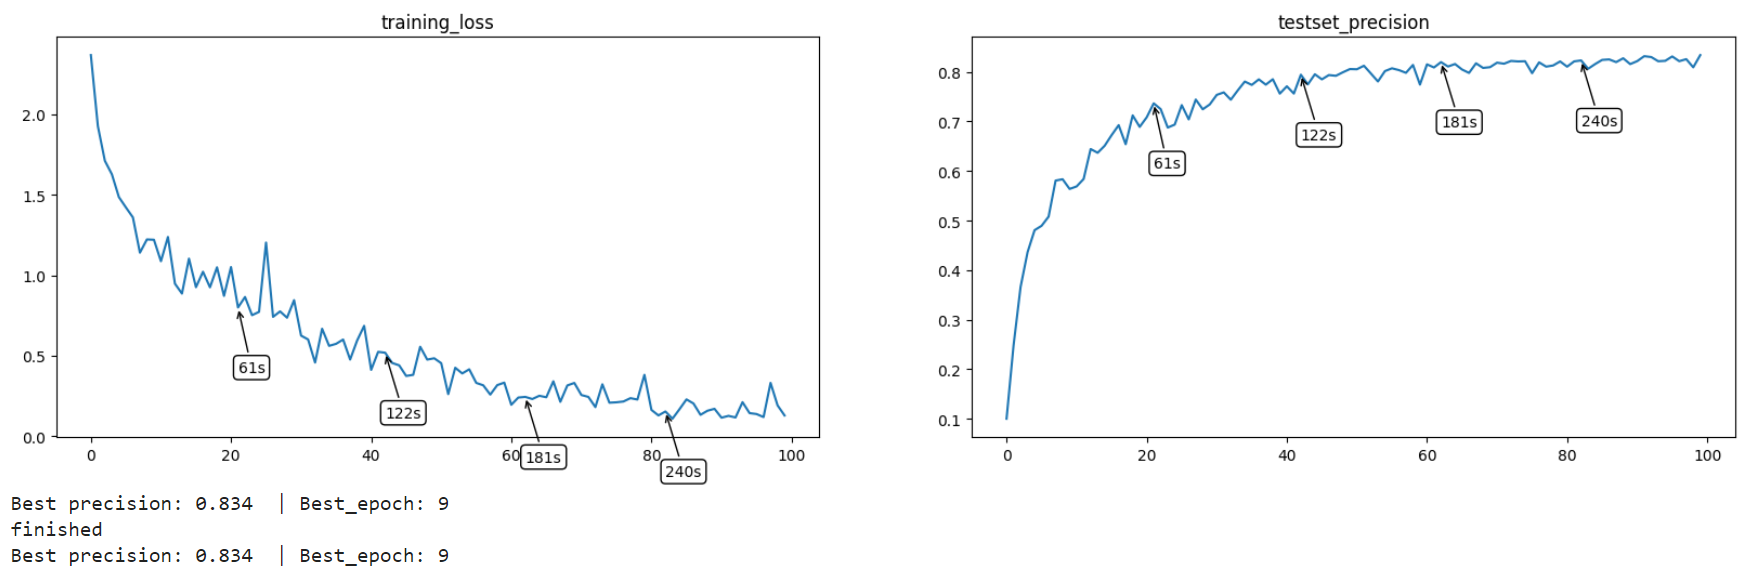 training_loss
2.0
1.5
1.0
0.5
0.0
0 20 40 60 80 100
61s
122s
181s
240s
testset_precision
0.8
0.7
0.6
0.5
0.4
0.3
0.2
0.1
0 20 40 60 80 100
61s
122s
181s
240s
Best precision: 0.834 | Best_epoch: 9
finished
Best precision: 0.834 | Best_epoch: 9